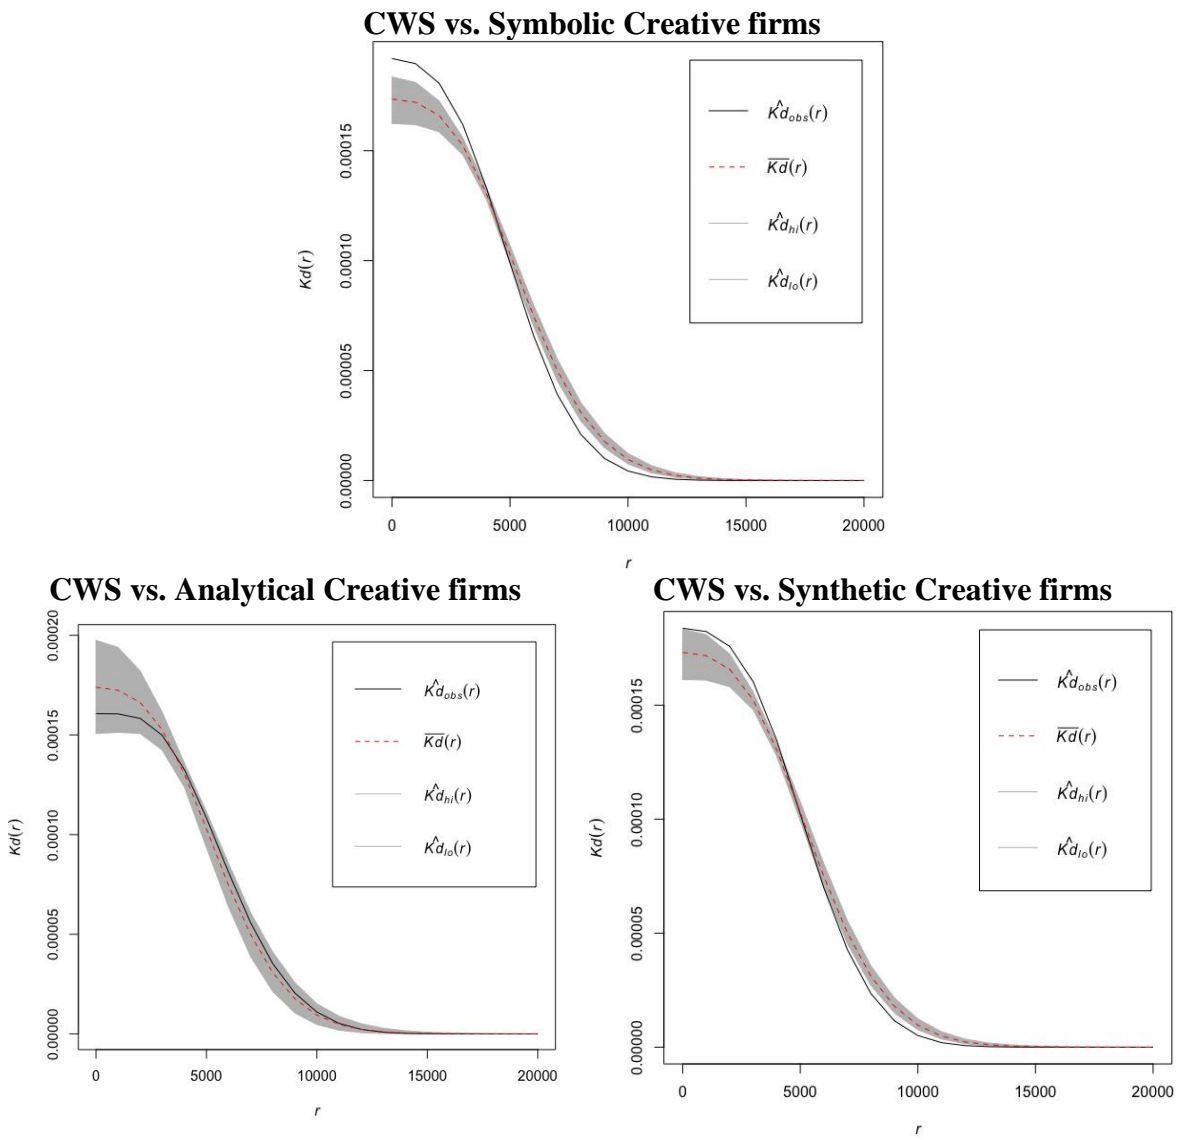 CWS vs. Symbolic Creative firms
Kd(r)
0.00000 0.00005 0.00010 0.00015
K̂d_obs(r)
K̅d̅(r)
K̂d_hi(r)
K̂d_lo(r)
0 5000 10000 15000 20000
r
CWS vs. Analytical Creative firms
Kd(r)
0.00000 0.00005 0.00010 0.00015 0.00020
K̂d_obs(r)
K̅d̅(r)
K̂d_hi(r)
K̂d_lo(r)
0 5000 10000 15000 20000
r
CWS vs. Synthetic Creative firms
Kd(r)
0.00000 0.00005 0.00010 0.00015
K̂d_obs(r)
K̅d̅(r)
K̂d_hi(r)
K̂d_lo(r)
0 5000 10000 15000 20000
r